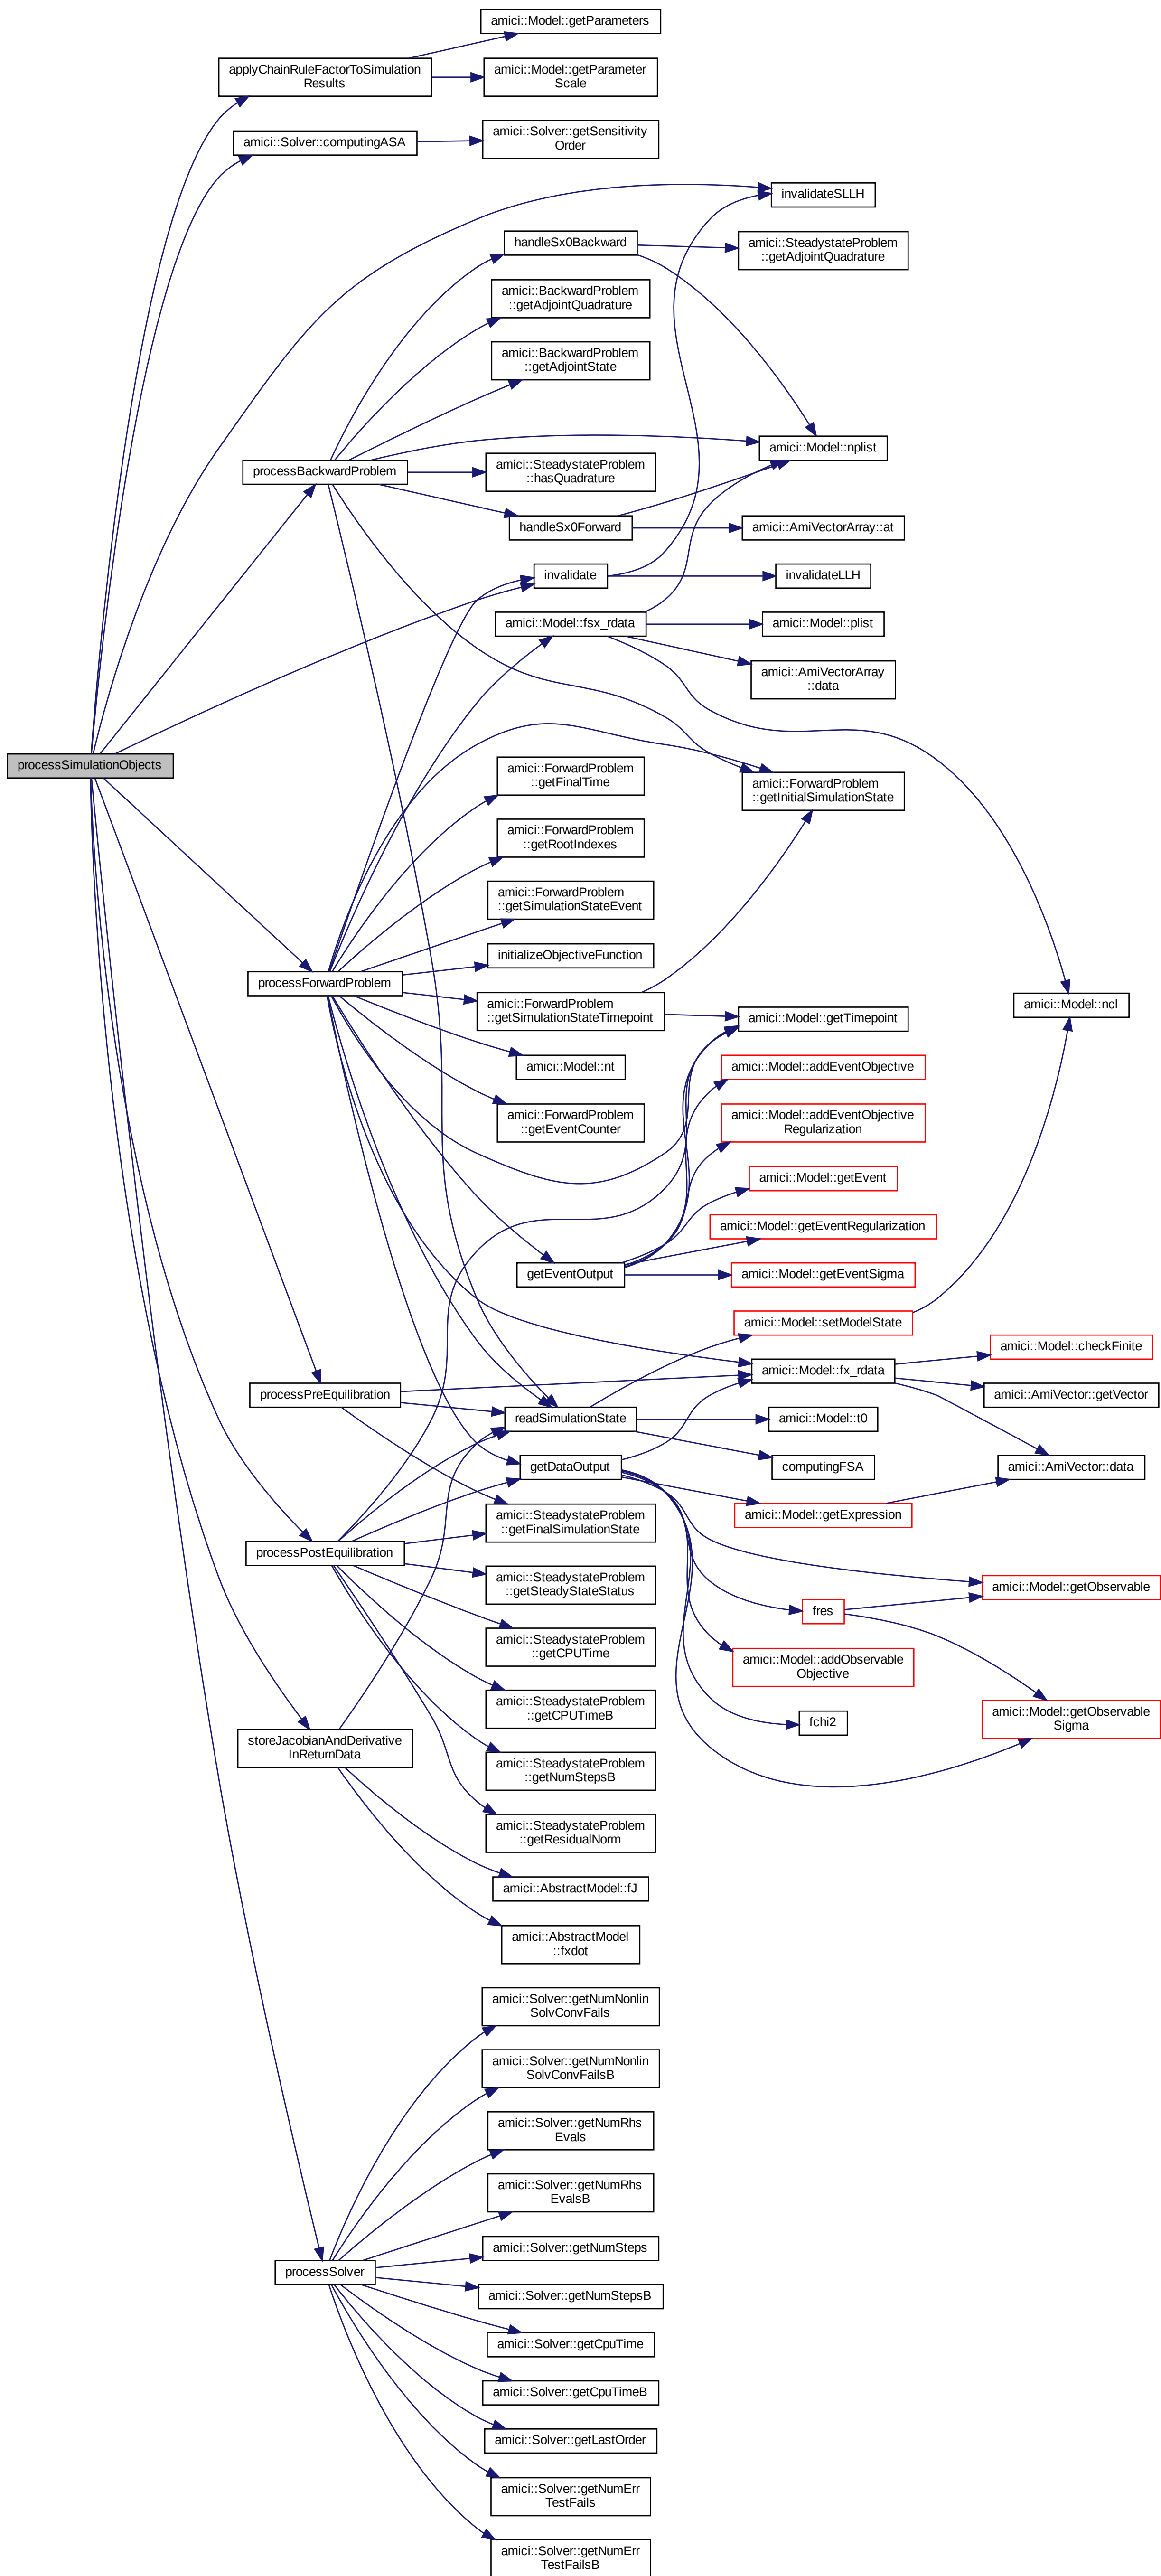 amici::Model::getParameters
applyChainRuleFactorToSimulation
Results
amici::Model::getParameter
Scale
amici::Solver::computingASA
amici::Solver::getSensitivity
Order
invalidateSLLH
handleSx0Backward
amici::SteadystateProblem
::getAdjointQuadrature
amici::BackwardProblem
::getAdjointQuadrature
amici::BackwardProblem
::getAdjointState
amici::Model::nplist
processBackwardProblem
amici::SteadystateProblem
::hasQuadrature
handleSx0Forward
amici::AmiVectorArray::at
invalidate
invalidateLLH
amici::Model::fsx_rdata
amici::Model::plist
amici::AmiVectorArray
::data
processSimulationObjects
amici::ForwardProblem
::getFinalTime
amici::ForwardProblem
::getInitialSimulationState
amici::ForwardProblem
::getRootIndexes
amici::ForwardProblem
::getSimulationStateEvent
initializeObjectiveFunction
processForwardProblem
amici::ForwardProblem
::getSimulationStateTimepoint
amici::Model::getTimepoint
amici::Model::ncl
amici::Model::nt
amici::Model::addEventObjective
amici::ForwardProblem
::getEventCounter
amici::Model::addEventObjective
Regularization
amici::Model::getEvent
amici::Model::getEventRegularization
getEventOutput
amici::Model::getEventSigma
amici::Model::setModelState
amici::Model::checkFinite
amici::Model::fx_rdata
processPreEquilibration
amici::AmiVector::getVector
readSimulationState
amici::Model::t0
getDataOutput
computingFSA
amici::AmiVector::data
amici::Model::getExpression
amici::SteadystateProblem
::getFinalSimulationState
processPostEquilibration
amici::SteadystateProblem
::getSteadyStateStatus
amici::Model::getObservable
fres
amici::SteadystateProblem
::getCPUTime
amici::Model::addObservable
Objective
amici::SteadystateProblem
::getCPUTimeB
fchi2
amici::Model::getObservable
Sigma
storeJacobianAndDerivative
InReturnData
amici::SteadystateProblem
::getNumStepsB
amici::SteadystateProblem
::getResidualNorm
amici::AbstractModel::fJ
amici::AbstractModel
::fxdot
amici::Solver::getNumNonlin
SolvConvFails
amici::Solver::getNumNonlin
SolvConvFailsB
amici::Solver::getNumRhs
Evals
amici::Solver::getNumRhs
EvalsB
amici::Solver::getNumSteps
processSolver
amici::Solver::getNumStepsB
amici::Solver::getCpuTime
amici::Solver::getCpuTimeB
amici::Solver::getLastOrder
amici::Solver::getNumErr
TestFails
amici::Solver::getNumErr
TestFailsB